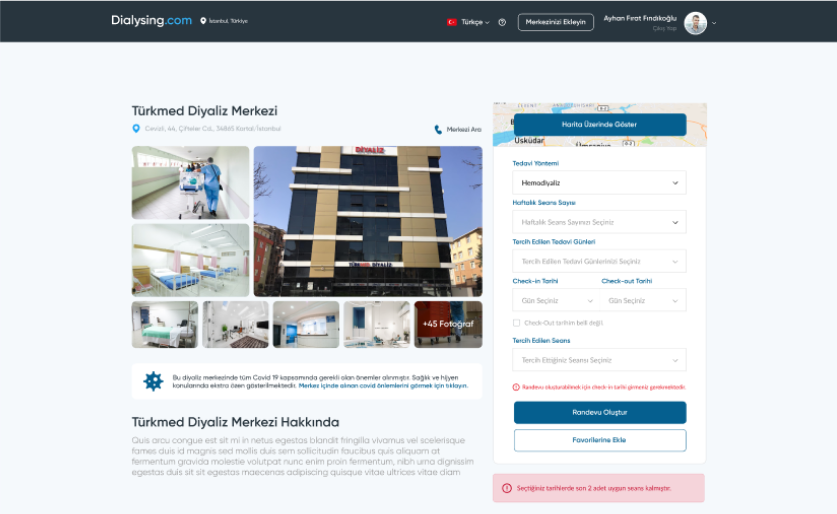 Dialysing.com
İstanbul, Türkiye
Türkçe
Merkezinizi Ekleyin
Ayhan Fırat Fındıkoğlu
Çıkış Yap
Türkmed Diyaliz Merkezi
Cevizli, 44, Çifteler Cd., 34865 Kartal/İstanbul
Merkezi Ara
DİYALİZ
TÜRKMED DİYALİZ
+45 Fotoğraf
Bu diyaliz merkezinde tüm Covid 19 kapsamında gerekli olan önemler alınmıştır. Sağlık ve hijyen
konularında ekstra özen gösterilmektedir. Merkez içinde alınan covid önlemlerini görmek için tıklayın.
Türkmed Diyaliz Merkezi Hakkında
Quis arcu congue est sit mi in netus egestas blandit fringilla vivamus vel scelerisque
fames duis id magnis sed mollis duis sem sollicitudin faucibus quis aliquam at
fermentum gravida molestie volutpat nunc enim proin fermentum, nibh urna dignissim
egestas duis sit sit egestas maecenas adipiscing quisque vitae ultrices vitae diam
Harita Üzerinde Göster
Üsküdar
Ümraniye
Tedavi Yöntemi
Hemodiyaliz
Haftalık Seans Sayısı
Haftalık Seans Sayınızı Seçiniz
Tercih Edilen Tedavi Günleri
Tercih Edilen Tedavi Günlerinizi Seçiniz
Check-in Tarihi Check-out Tarihi
Gün Seçiniz Gün Seçiniz
Check-Out tarihim belli değil.
Tercih Edilen Seans
Tercih Ettiğiniz Seansı Seçiniz
Randevu oluşturabilmek için check-in tarihi girmeniz gerekmektedir.
Randevu Oluştur
Favorilerine Ekle
Seçtiğiniz tarihlerde son 2 adet uygun seans kalmıştır.